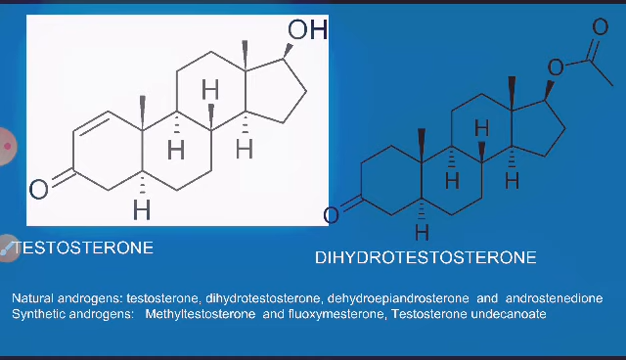 OH
O
H
H
O
H
H
O
H
H
O
H
TESTOSTERONE
DIHYDROTESTOSTERONE
Natural androgens: testosterone, dihydrotestosterone, dehydroepiandrosterone and androstenedione
Synthetic androgens: Methyltestosterone and fluoxymesterone, Testosterone undecanoate